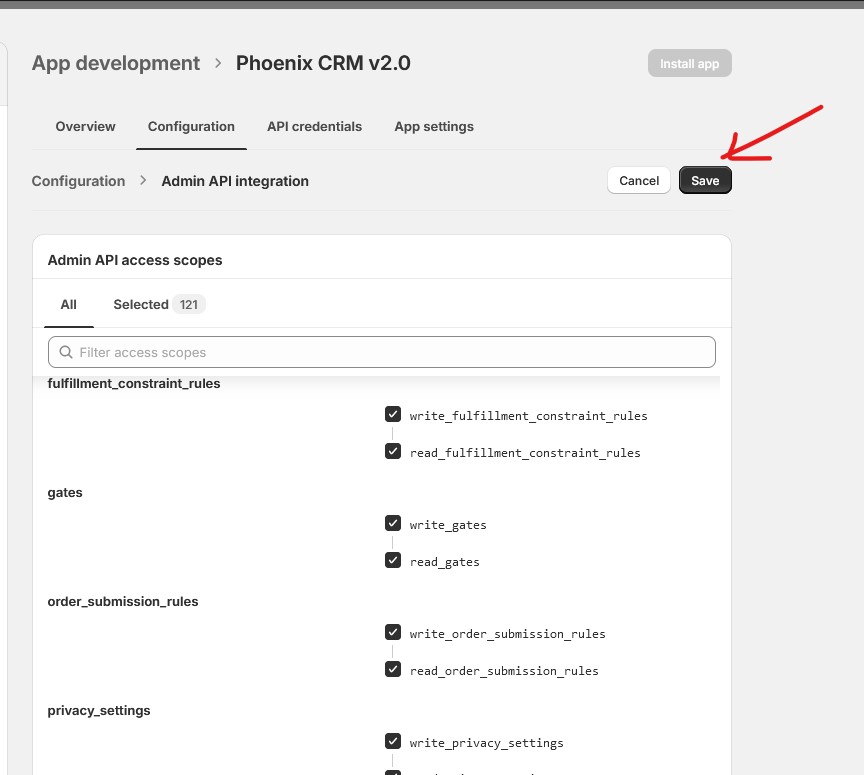 App development > Phoenix CRM v2.0
Install app
Overview Configuration API credentials App settings
Configuration > Admin API integration
Cancel Save
Admin API access scopes
All Selected 121
Filter access scopes
fulfillment_constraint_rules
write_fulfillment_constraint_rules
read_fulfillment_constraint_rules
gates
write_gates
read_gates
order_submission_rules
write_order_submission_rules
read_order_submission_rules
privacy_settings
write_privacy_settings